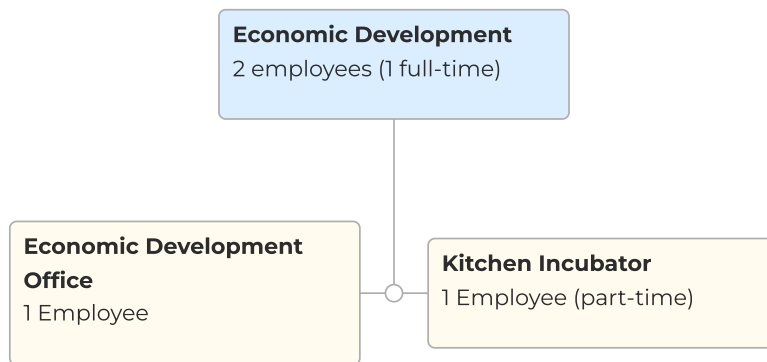 Economic Development
2 employees (1 full-time)
Economic Development
Office
1 Employee
Kitchen Incubator
1 Employee (part-time)